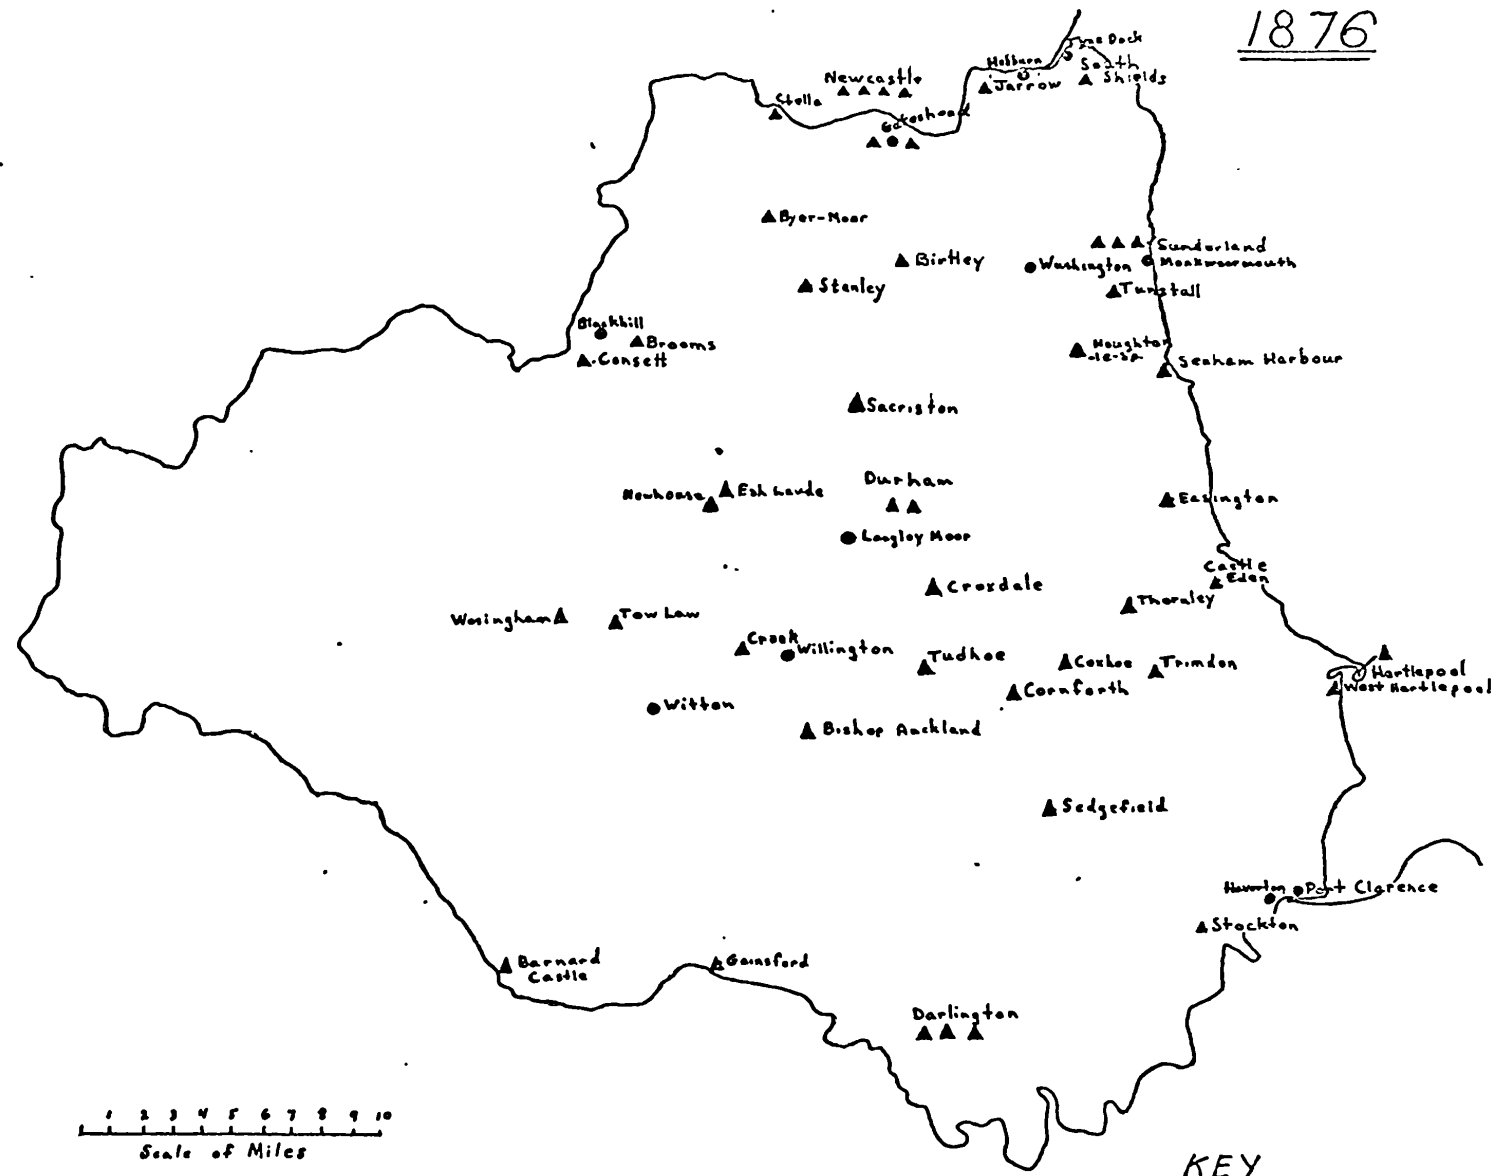 1876
Dock
South
Shields
Jarrow
Newcastle
Stella
Gateshead
Byer-Moor
Birtley
Stanley
Sunderland
Washington
Monkwearmouth
Tunstall
Blackhill
Brooms
Consett
Houghton
-le-Sp
Seaham Harbour
Sacriston
Durham
Newhouse
Esh Laude
Easington
Langley Moor
Castle
Eden
Croxdale
Thornley
Wosingham
Tow Law
Crook
Willington
Tudhoe
Coxhoe
Trimdon
Hartlepool
West Hartlepool
Cornforth
Witton
Bishop Auckland
Sedgefield
Haverton
Port Clarence
Stockton
Barnard
Castle
Gainsford
Darlington
1 2 3 4 5 6 7 8 9 10
Scale of Miles
KEY